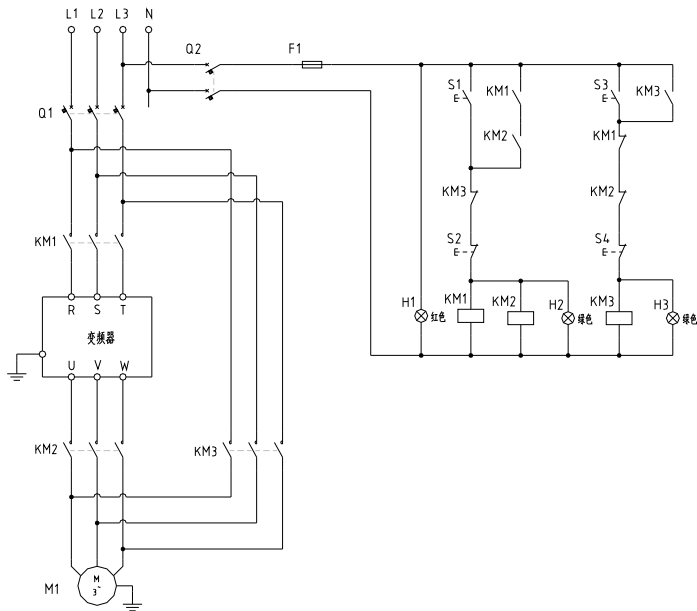 L1 L2 L3 N
Q2 F1
S1 KM1 S3 KM3
Q1
KM2 KM1
KM3 KM2
KM1 S2 S4
R S T
变频器
H1 红色 KM1 KM2 H2 绿色 KM3 H3 绿色
U V W
KM2 KM3
M1 M
3~